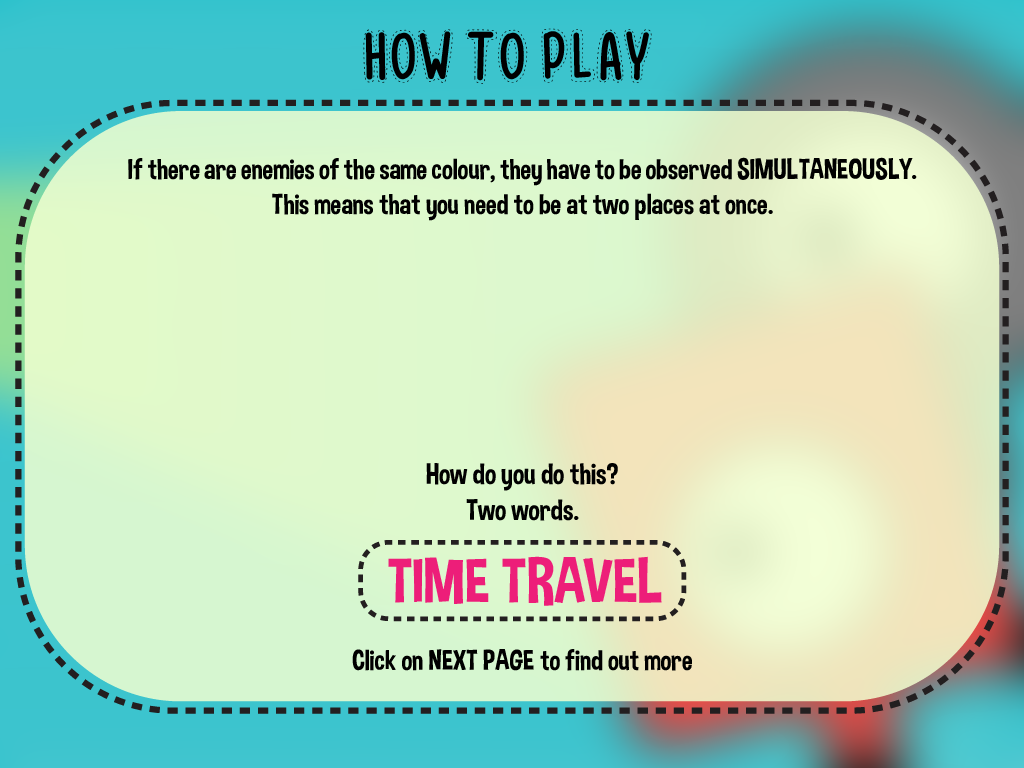 HOW TO PLAY
If there are enemies of the same colour, they have to be observed SIMULTANEOUSLY.
This means that you need to be at two places at once.
How do you do this?
Two words.
TIME TRAVEL
Click on NEXT PAGE to find out more